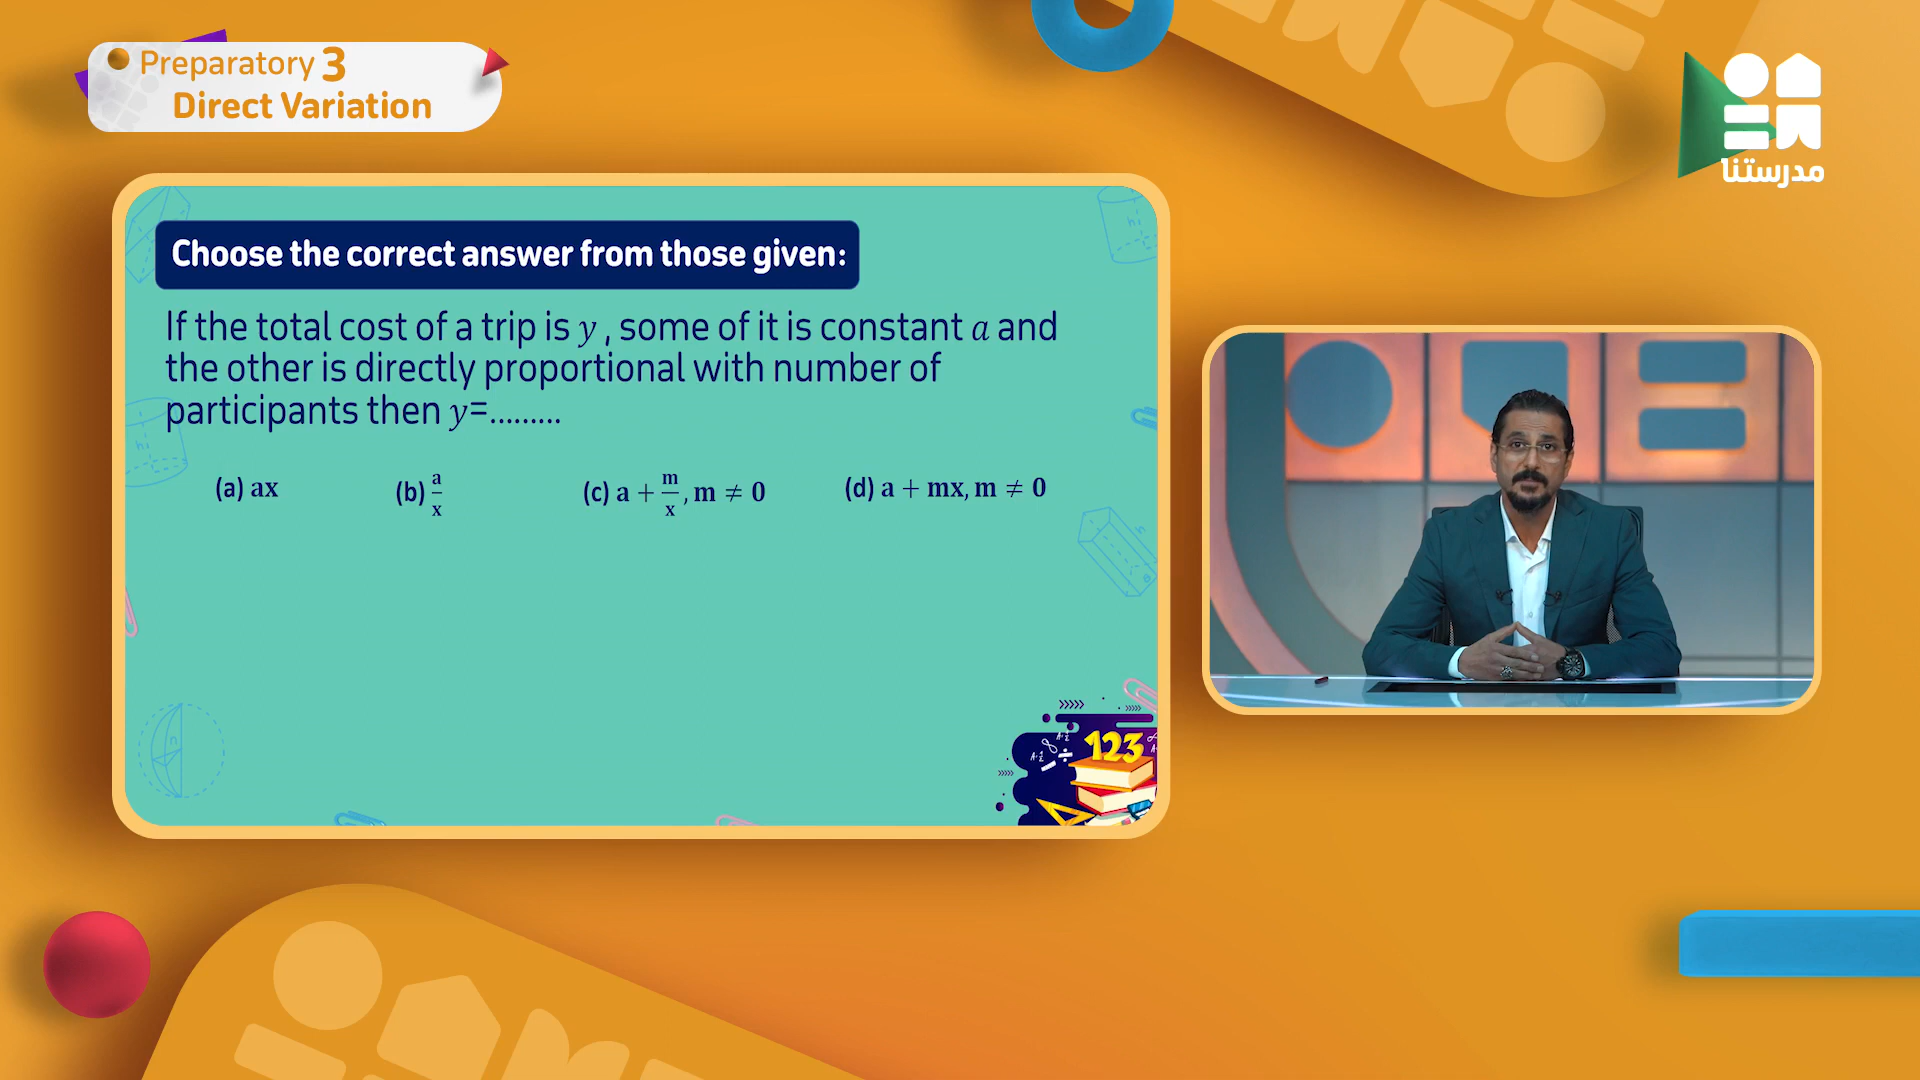 Preparatory 3
Direct Variation
مدرستنا
Choose the correct answer from those given:
If the total cost of a trip is y , some of it is constant a and
the other is directly proportional with number of
participants then y=.........
(a) ax (b) a/x (c) a + m/x , m ≠ 0 (d) a + mx, m ≠ 0
123